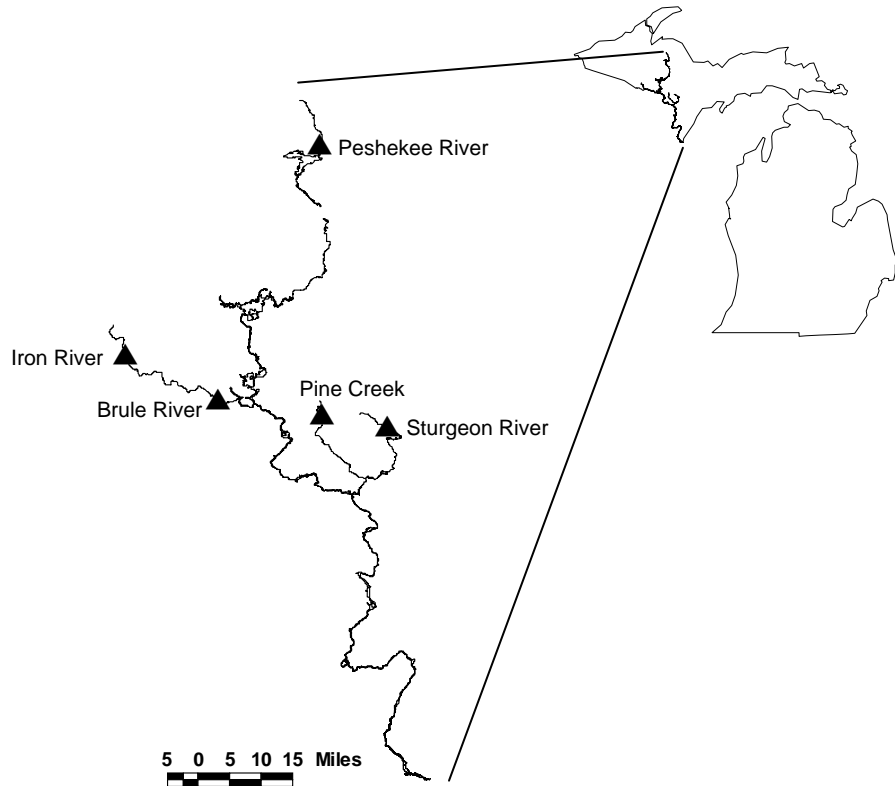 Peshekee River
Iron River
Pine Creek
Brule River
Sturgeon River
5 0 5 10 15 Miles